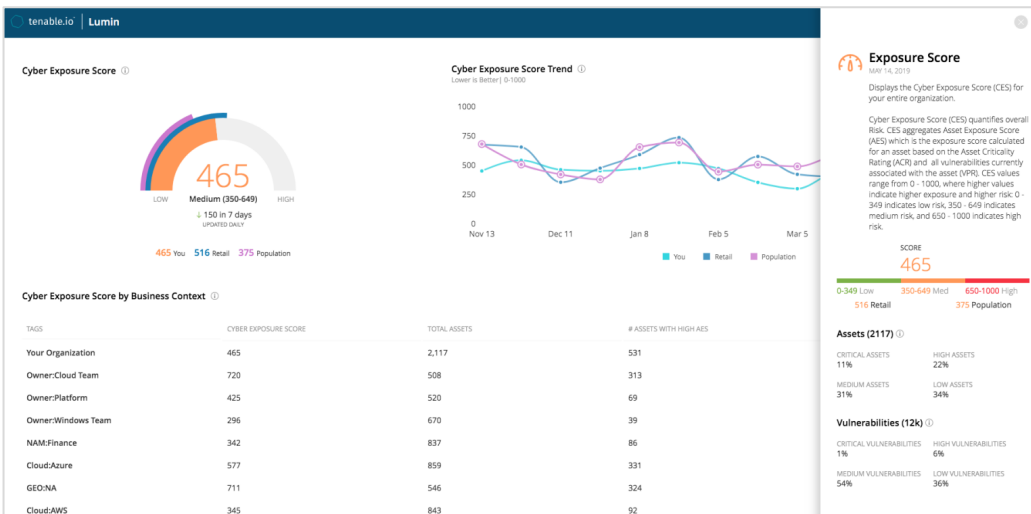 tenable.io Lumin
Cyber Exposure Score
465
LOW Medium (350-649) HIGH
↓ 150 in 7 days
UPDATED DAILY
465 You 516 Retail 375 Population
Cyber Exposure Score Trend
Lower is Better| 0-1000
1000
750
500
250
0
Nov 13 Dec 11 Jan 8 Feb 5 Mar 5
You Retail Population
Cyber Exposure Score by Business Context
TAGS CYBER EXPOSURE SCORE TOTAL ASSETS # ASSETS WITH HIGH AES
Your Organization 465 2,117 531
Owner:Cloud Team 720 508 313
Owner:Platform 425 520 69
Owner:Windows Team 296 670 39
NAM:Finance 342 837 86
Cloud:Azure 577 859 331
GEO:NA 711 546 324
Cloud:AWS 345 843 92
Exposure Score
MAY 14, 2019
Displays the Cyber Exposure Score (CES) for
your entire organization.
Cyber Exposure Score (CES) quantifies overall
Risk. CES aggregates Asset Exposure Score
(AES) which is the exposure score calculated
for an asset based on the Asset Criticality
Rating (ACR) and all vulnerabilities currently
associated with the asset (VPR). CES values
range from 0 - 1000, where higher values
indicate higher exposure and higher risk: 0 -
349 indicates low risk, 350 - 649 indicates
medium risk, and 650 - 1000 indicates high
risk.
SCORE
465
0-349 Low 350-649 Med 650-1000 High
516 Retail 375 Population
Assets (2117)
CRITICAL ASSETS HIGH ASSETS
11% 22%
MEDIUM ASSETS LOW ASSETS
31% 34%
Vulnerabilities (12k)
CRITICAL VULNERABILITIES HIGH VULNERABILITIES
1% 6%
MEDIUM VULNERABILITIES LOW VULNERABILITIES
54% 36%